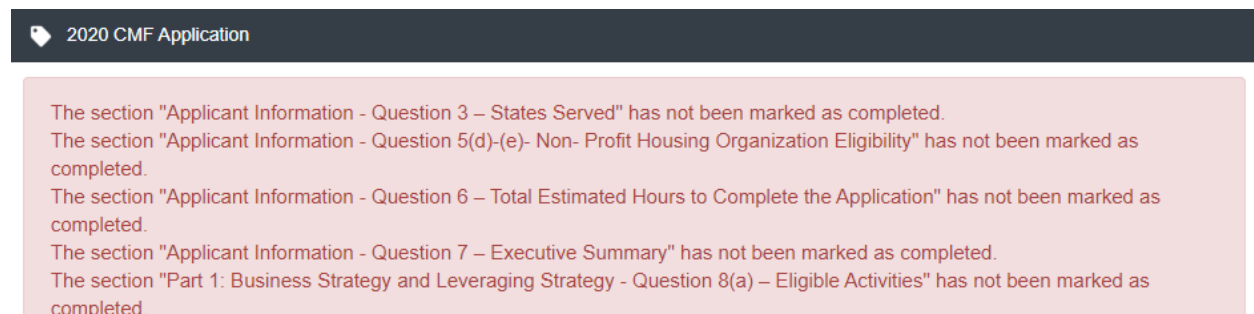 2020 CMF Application
The section "Applicant Information - Question 3 – States Served" has not been marked as completed.
The section "Applicant Information - Question 5(d)-(e)- Non- Profit Housing Organization Eligibility" has not been marked as
completed.
The section "Applicant Information - Question 6 – Total Estimated Hours to Complete the Application" has not been marked as
completed.
The section "Applicant Information - Question 7 – Executive Summary" has not been marked as completed.
The section "Part 1: Business Strategy and Leveraging Strategy - Question 8(a) – Eligible Activities" has not been marked as
completed.